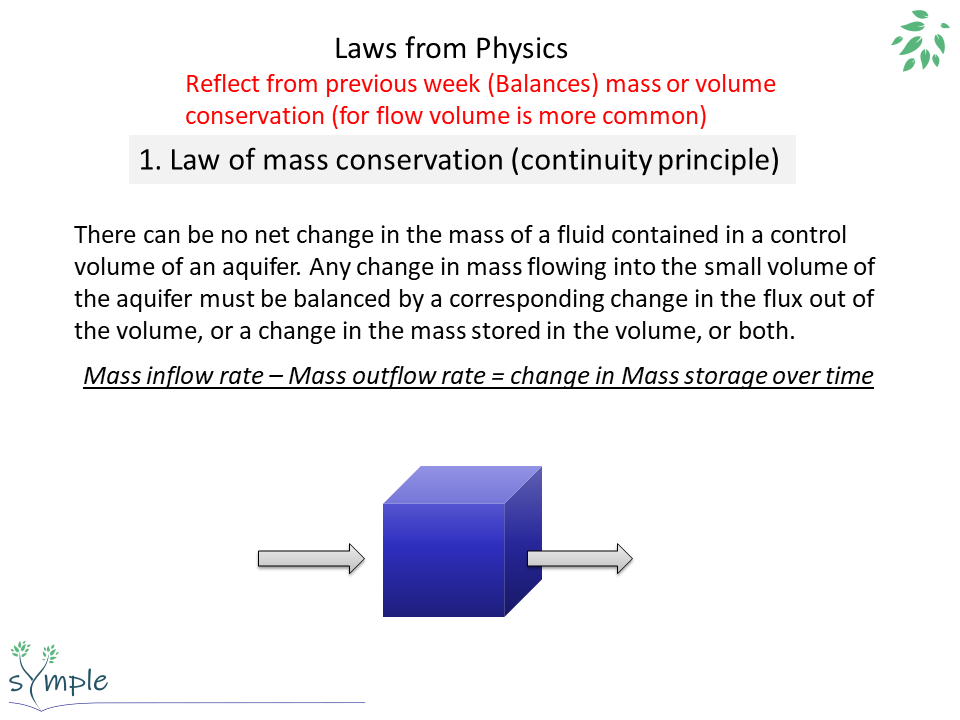 Laws from Physics
Reflect from previous week (Balances) mass or volume
conservation (for flow volume is more common)
1. Law of mass conservation (continuity principle)
There can be no net change in the mass of a fluid contained in a control
volume of an aquifer. Any change in mass flowing into the small volume of
the aquifer must be balanced by a corresponding change in the flux out of
the volume, or a change in the mass stored in the volume, or both.
Mass inflow rate – Mass outflow rate = change in Mass storage over time
sYmple